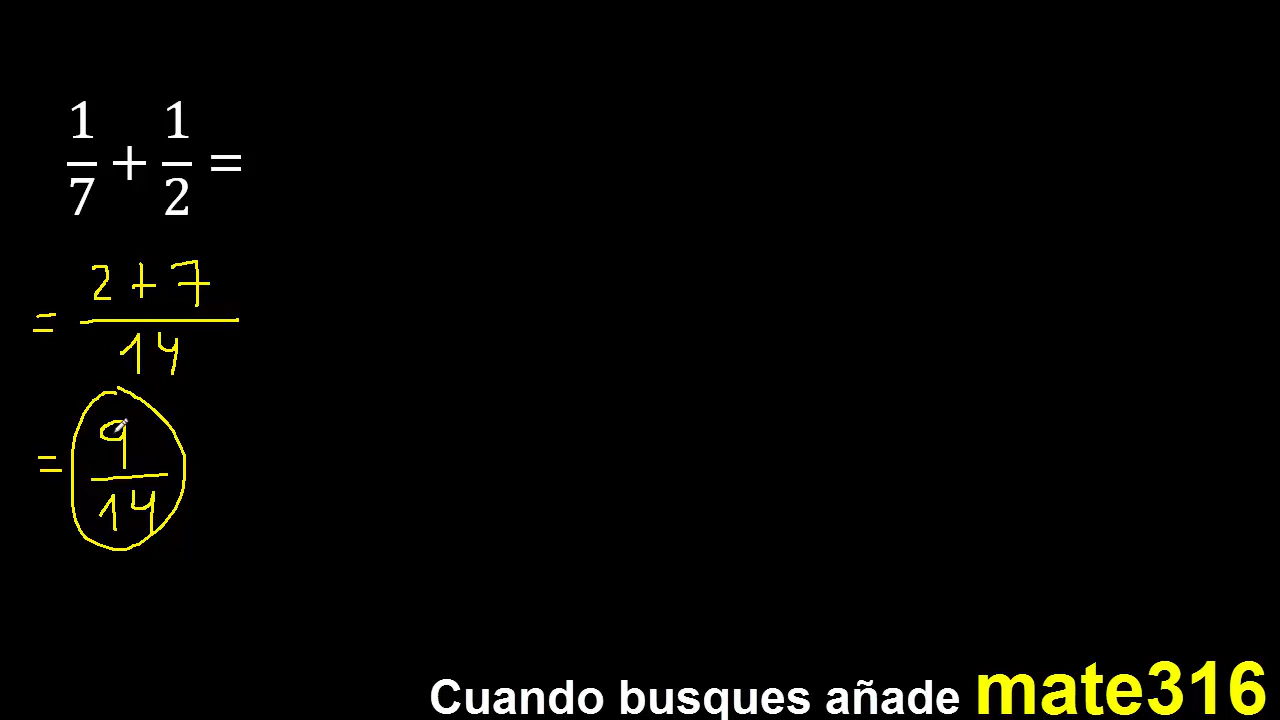 1/7 + 1/2 =
= 2 + 7 / 14
= 9/14
Cuando busques añade mate316